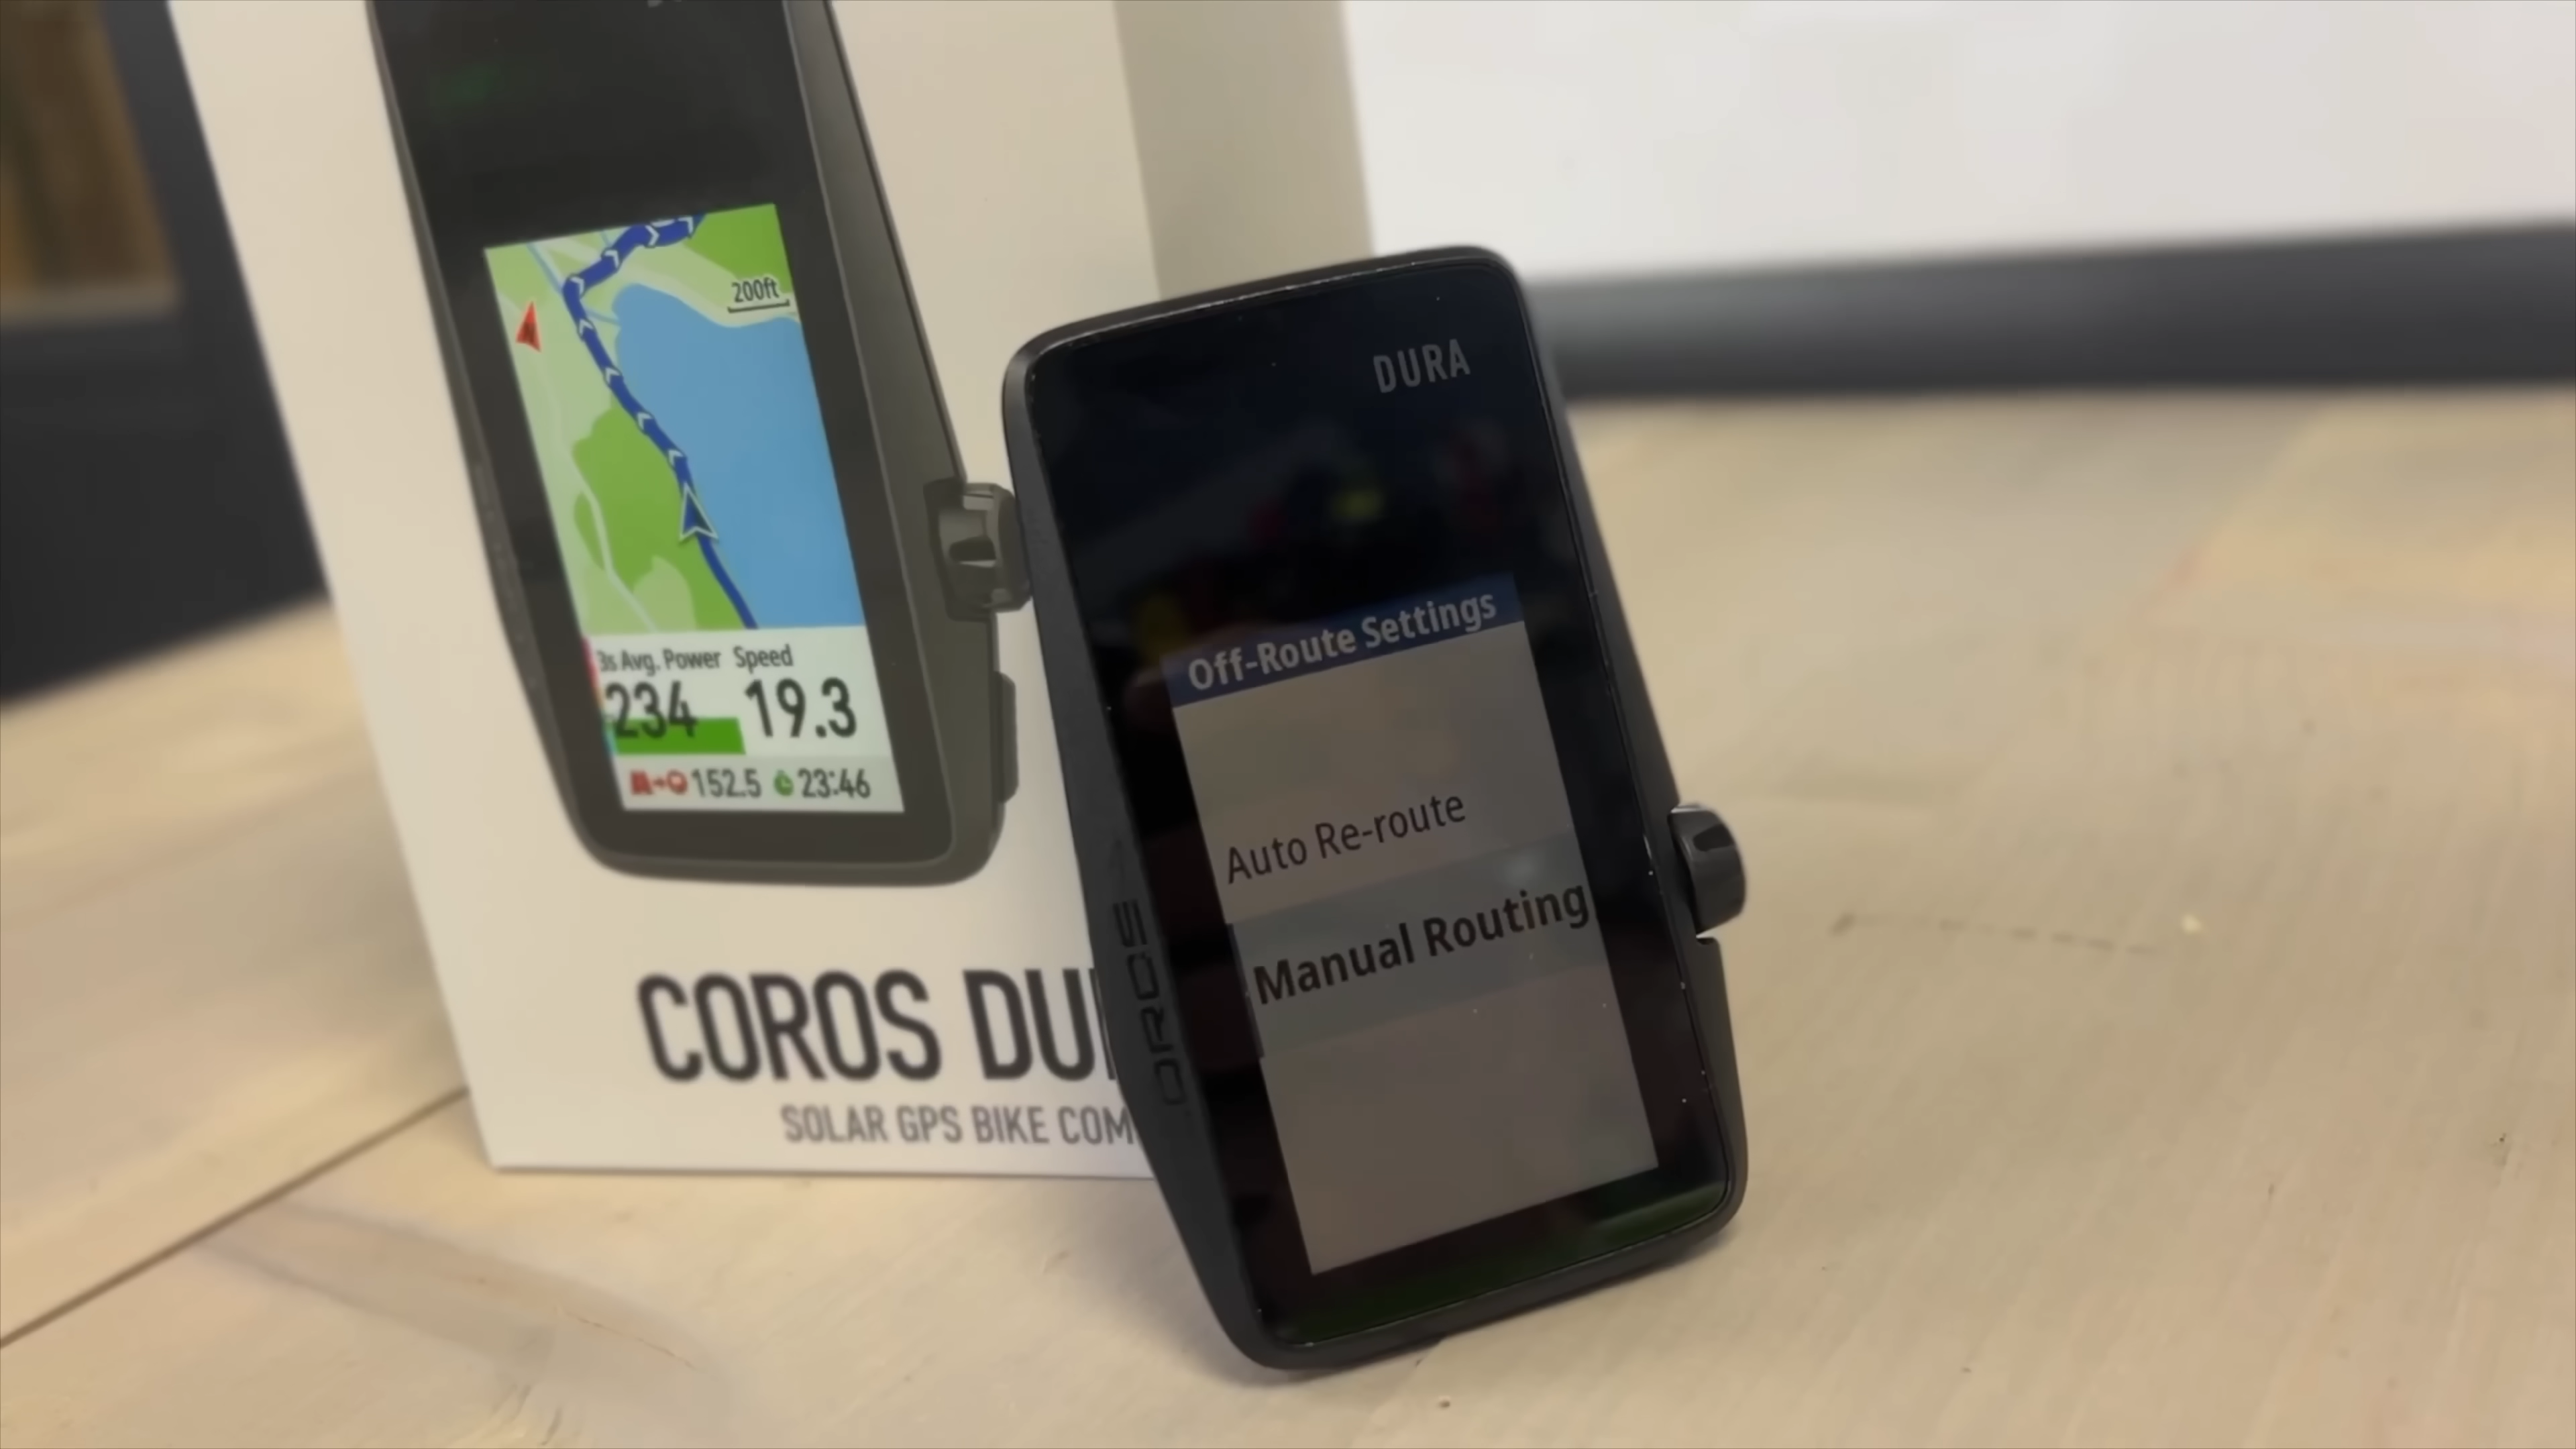 200ft
3s Avg. Power Speed
234 19.3
152.5 23:46
COROS DU
SOLAR GPS BIKE COM
DURA
Off-Route Settings
Auto Re-route
Manual Routing
OROS